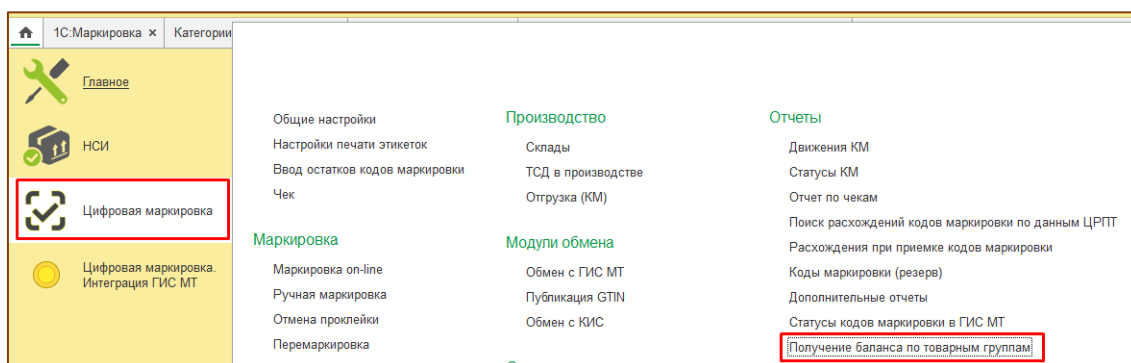 1С:Маркировка ×
Категории
Главное
НСИ
Цифровая маркировка
Цифровая маркировка.
Интеграция ГИС МТ
Общие настройки
Настройки печати этикеток
Ввод остатков кодов маркировки
Чек
Маркировка
Маркировка on-line
Ручная маркировка
Отмена проклейки
Перемаркировка
Производство
Склады
ТСД в производстве
Отгрузка (КМ)
Модули обмена
Обмен с ГИС МТ
Публикация GTIN
Обмен с КИС
Отчеты
Движения КМ
Статусы КМ
Отчет по чекам
Поиск расхождений кодов маркировки по данным ЦРПТ
Расхождения при приемке кодов маркировки
Коды маркировки (резерв)
Дополнительные отчеты
Статусы кодов маркировки в ГИС МТ
Получение баланса по товарным группам